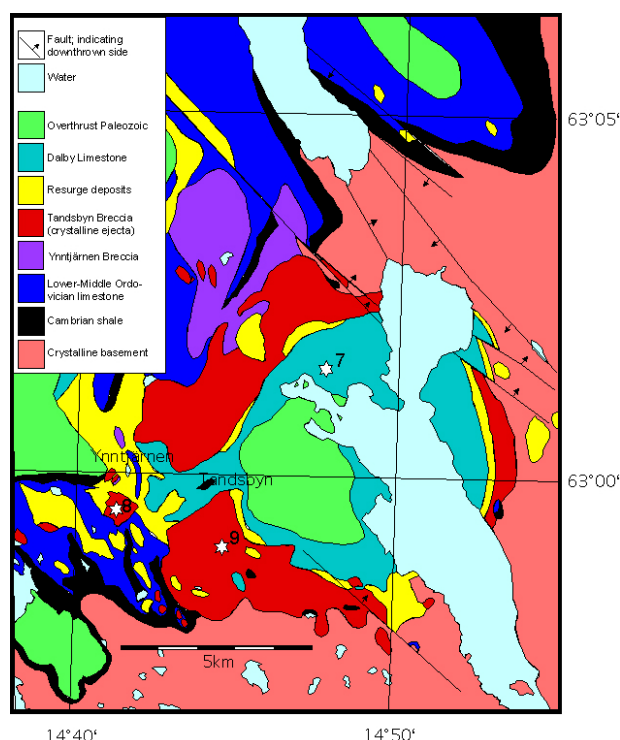 Fault; indicating
downthrown side
Water
Overthrust Paleozoic
Dalby Limestone
Resurge deposits
Tandsbyn Breccia
(crystalline ejecta)
Ynntjärnen Breccia
Lower-Middle Ordo-
vician limestone
Cambrian shale
Crystalline basement
63°05‘
7
Ynntjärnen
Tandsbyn
63°00‘
8
9
5km
14°40‘
14°50‘